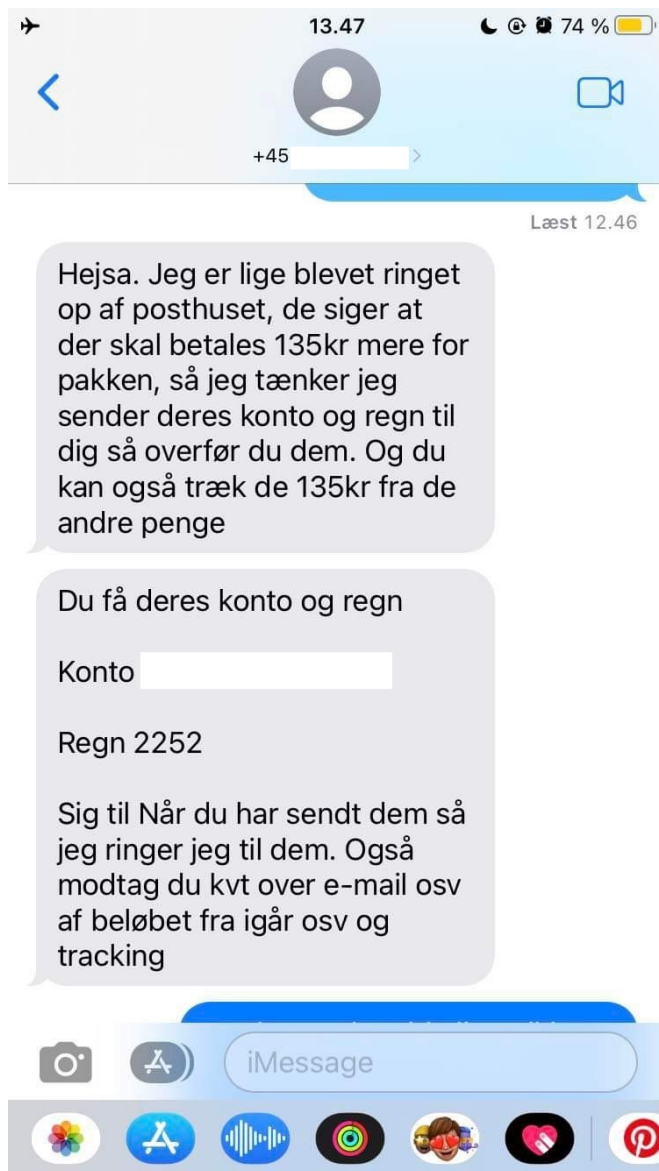 13.47
74 %
+45
Læst 12.46
Hejsa. Jeg er lige blevet ringet
op af posthuset, de siger at
der skal betales 135kr mere for
pakken, så jeg tænker jeg
sender deres konto og regn til
dig så overfør du dem. Og du
kan også træk de 135kr fra de
andre penge
Du få deres konto og regn
Konto
Regn 2252
Sig til Når du har sendt dem så
jeg ringer jeg til dem. Også
modtag du kvt over e-mail osv
af beløbet fra igår osv og
tracking
iMessage